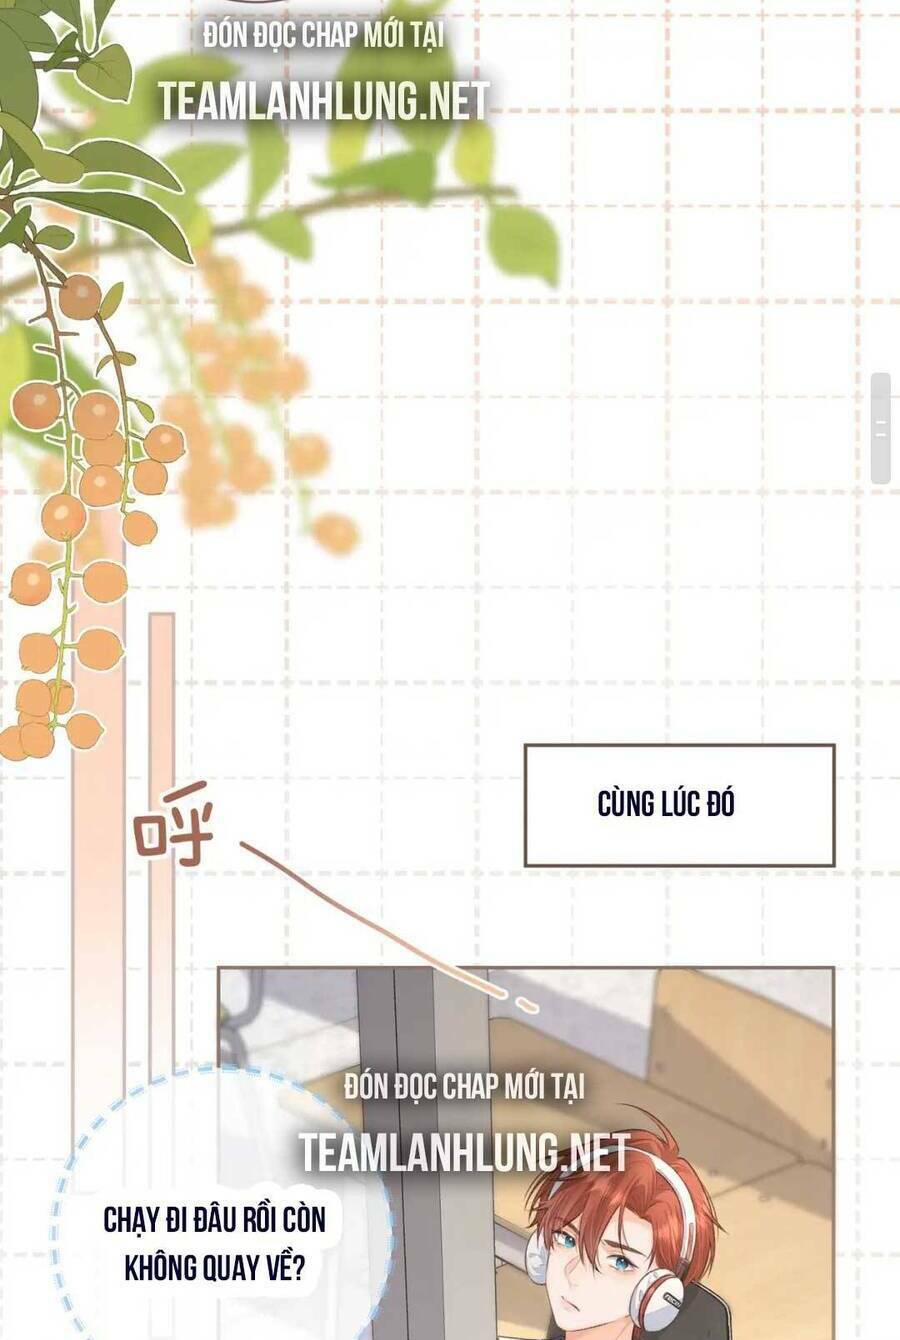 ĐÓN ĐỌC CHAP MỚI TẠI
TEAMLANHLUNG.NET
CÙNG LÚC ĐÓ
呼
ĐÓN ĐỌC CHAP MỚI TẠI
TEAMLANHLUNG.NET
CHẠY ĐI ĐÂU RỒI CÒN
KHÔNG QUAY VỀ?